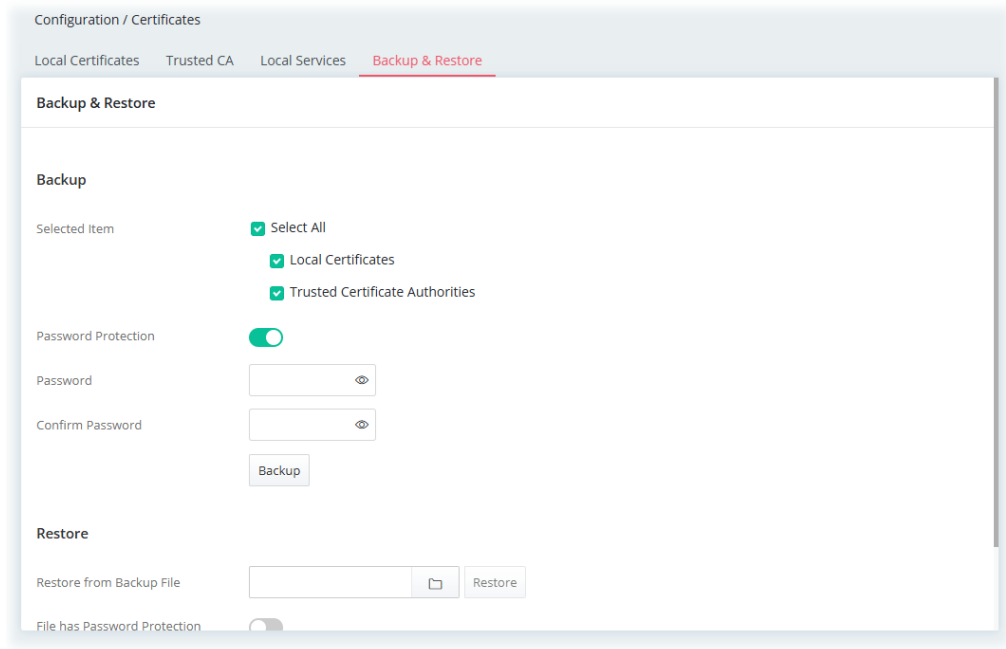 Configuration / Certificates
Local Certificates Trusted CA Local Services Backup & Restore
Backup & Restore
Backup
Selected Item Select All
Local Certificates
Trusted Certificate Authorities
Password Protection
Password
Confirm Password
Backup
Restore
Restore from Backup File Restore
File has Password Protection